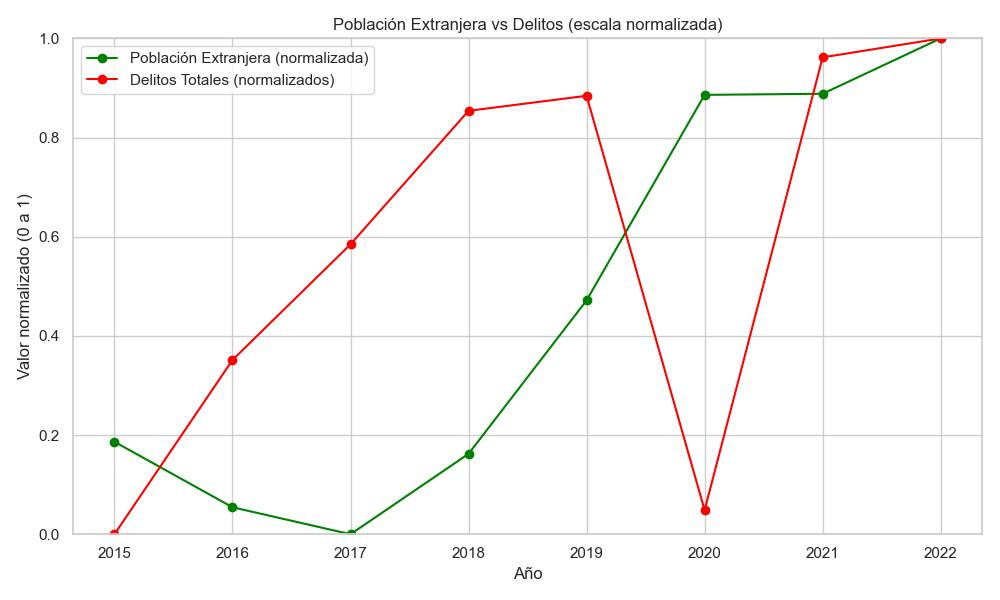 Población Extranjera vs Delitos (escala normalizada)
Población Extranjera (normalizada)
Delitos Totales (normalizados)
Valor normalizado (0 a 1)
1.0
0.8
0.6
0.4
0.2
0.0
2015 2016 2017 2018 2019 2020 2021 2022
Año